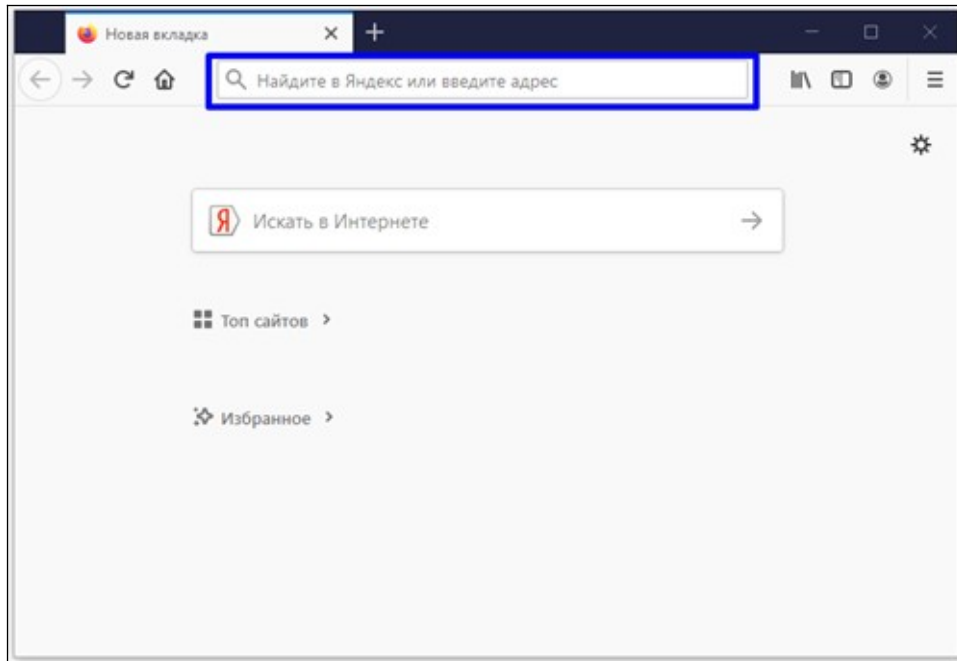 Новая вкладка
Найдите в Яндекс или введите адрес
Я Искать в Интернете
Топ сайтов
Избранное